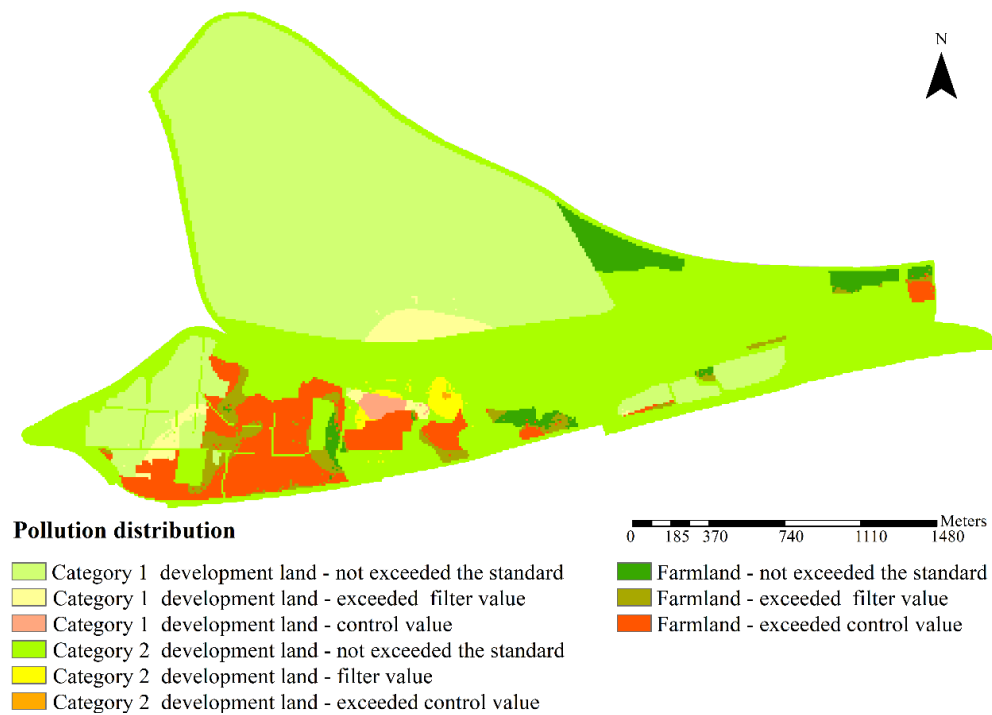 N
Pollution distribution
Meters
0 185 370 740 1110 1480
Category 1 development land - not exceeded the standard
Category 1 development land - exceeded filter value
Category 1 development land - control value
Category 2 development land - not exceeded the standard
Category 2 development land - filter value
Category 2 development land - exceeded control value
Farmland - not exceeded the standard
Farmland - exceeded filter value
Farmland - exceeded control value